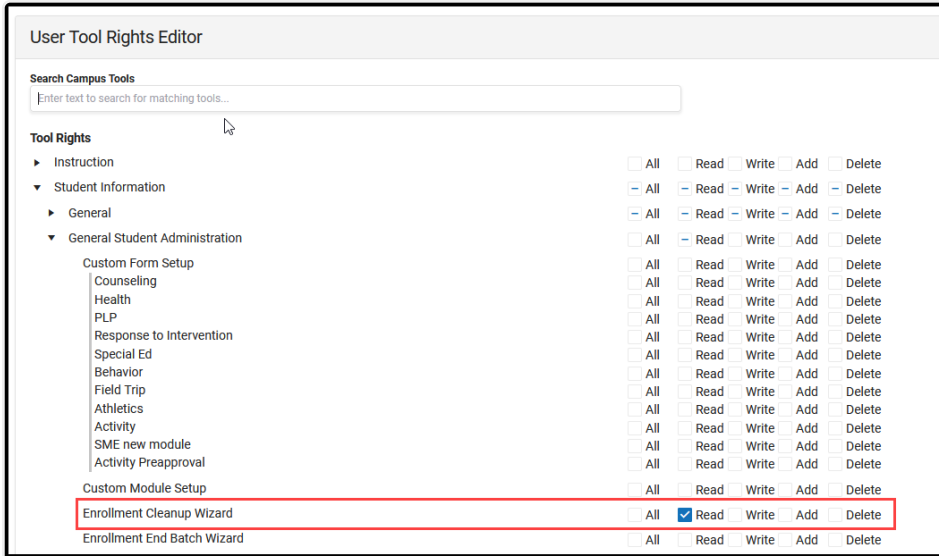 User Tool Rights Editor
Search Campus Tools
Enter text to search for matching tools...
Tool Rights
Instruction All Read Write Add Delete
Student Information All Read Write Add Delete
General All Read Write Add Delete
General Student Administration All Read Write Add Delete
Custom Form Setup All Read Write Add Delete
Counseling All Read Write Add Delete
Health All Read Write Add Delete
PLP All Read Write Add Delete
Response to Intervention All Read Write Add Delete
Special Ed All Read Write Add Delete
Behavior All Read Write Add Delete
Field Trip All Read Write Add Delete
Athletics All Read Write Add Delete
Activity All Read Write Add Delete
SME new module All Read Write Add Delete
Activity Preapproval All Read Write Add Delete
Custom Module Setup All Read Write Add Delete
Enrollment Cleanup Wizard All Read Write Add Delete
Enrollment End Batch Wizard All Read Write Add Delete